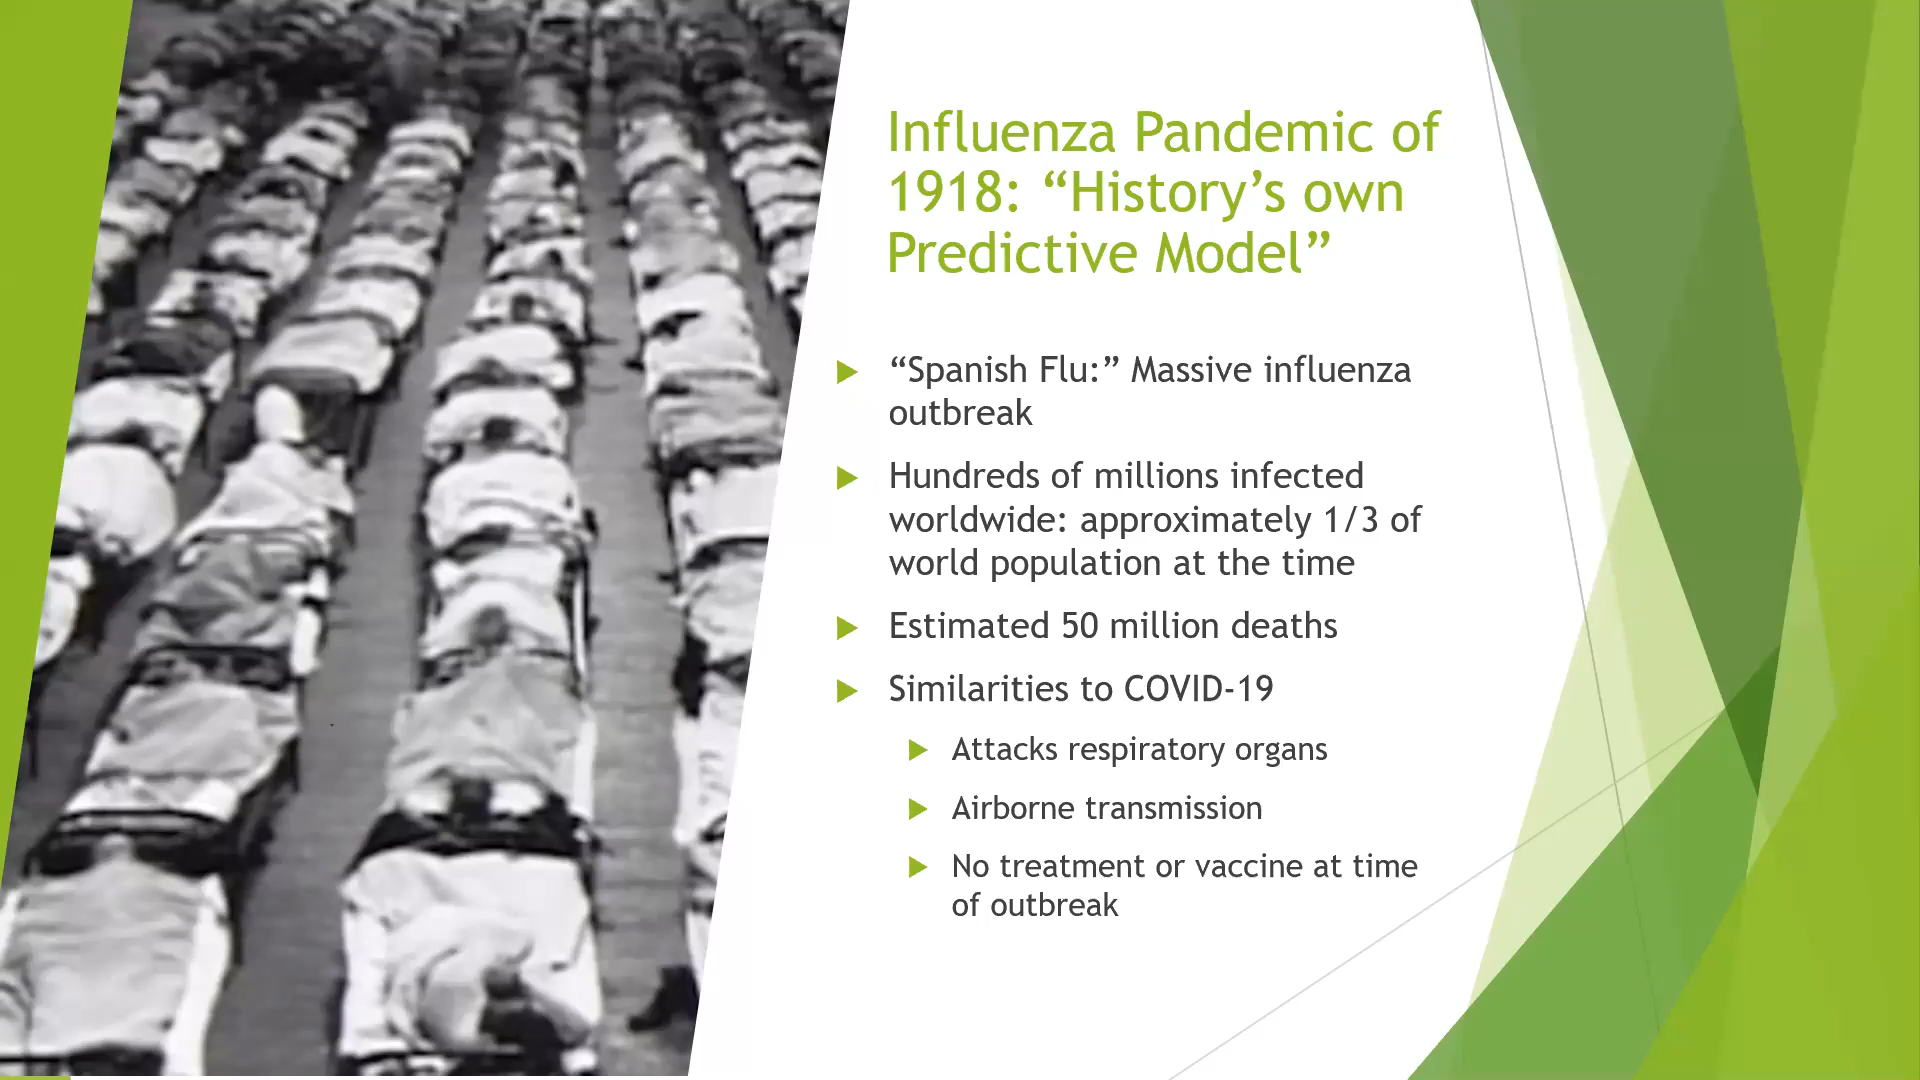 Influenza Pandemic of
1918: “History’s own
Predictive Model”
“Spanish Flu:” Massive influenza
outbreak
Hundreds of millions infected
worldwide: approximately 1/3 of
world population at the time
Estimated 50 million deaths
Similarities to COVID-19
Attacks respiratory organs
Airborne transmission
No treatment or vaccine at time
of outbreak